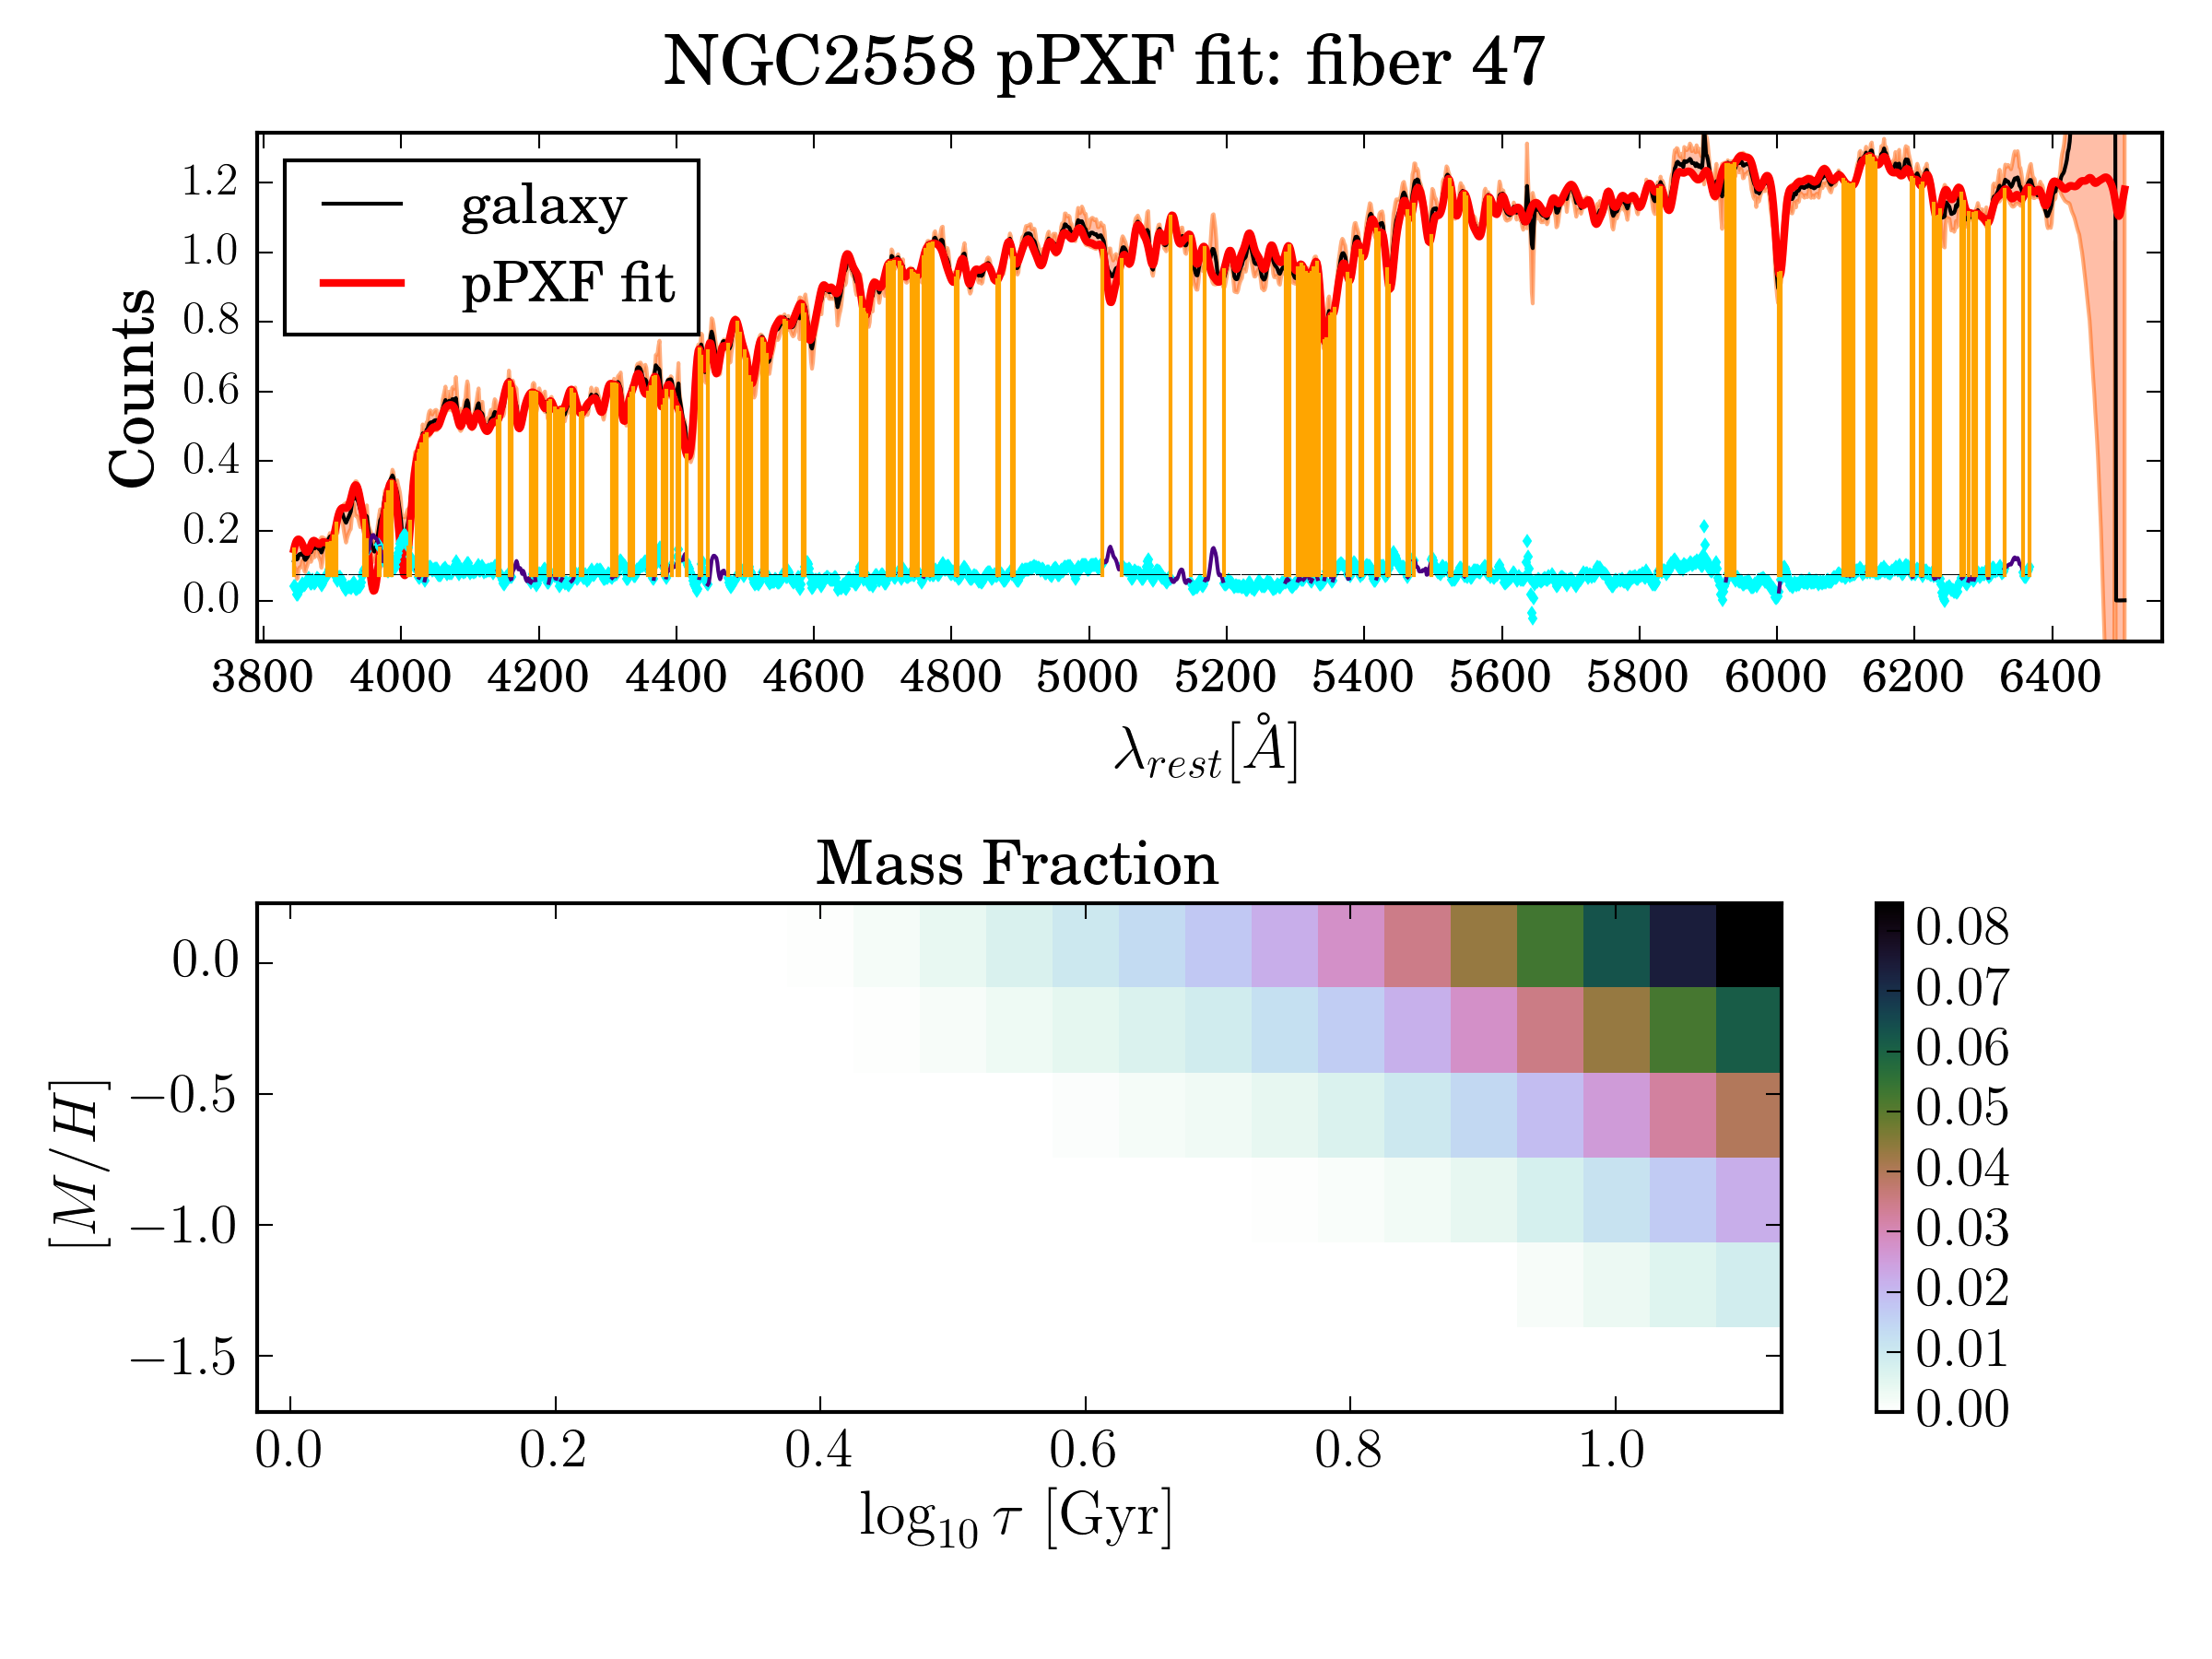 NGC2558 pPXF fit: fiber 47
galaxy
pPXF fit
Counts
1.2
1.0
0.8
0.6
0.4
0.2
0.0
3800 4000 4200 4400 4600 4800 5000 5200 5400 5600 5800 6000 6200 6400
λrest[Å]
Mass Fraction
[M/H]
0.0
−0.5
−1.0
−1.5
0.0 0.2 0.4 0.6 0.8 1.0
log10 τ [Gyr]
0.08
0.07
0.06
0.05
0.04
0.03
0.02
0.01
0.00